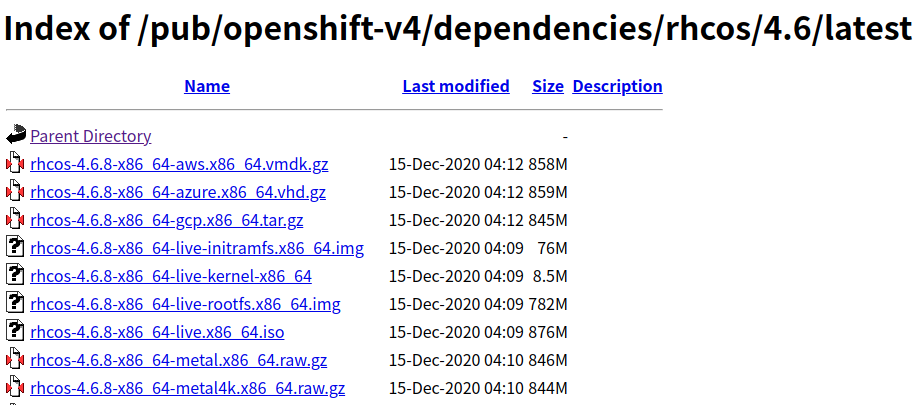 Index of /pub/openshift-v4/dependencies/rhcos/4.6/latest
Name Last modified Size Description
Parent Directory -
rhcos-4.6.8-x86_64-aws.x86_64.vmdk.gz 15-Dec-2020 04:12 858M
rhcos-4.6.8-x86_64-azure.x86_64.vhd.gz 15-Dec-2020 04:12 859M
rhcos-4.6.8-x86_64-gcp.x86_64.tar.gz 15-Dec-2020 04:12 845M
rhcos-4.6.8-x86_64-live-initramfs.x86_64.img 15-Dec-2020 04:09 76M
rhcos-4.6.8-x86_64-live-kernel-x86_64 15-Dec-2020 04:09 8.5M
rhcos-4.6.8-x86_64-live-rootfs.x86_64.img 15-Dec-2020 04:09 782M
rhcos-4.6.8-x86_64-live.x86_64.iso 15-Dec-2020 04:09 876M
rhcos-4.6.8-x86_64-metal.x86_64.raw.gz 15-Dec-2020 04:10 846M
rhcos-4.6.8-x86_64-metal4k.x86_64.raw.gz 15-Dec-2020 04:10 844M